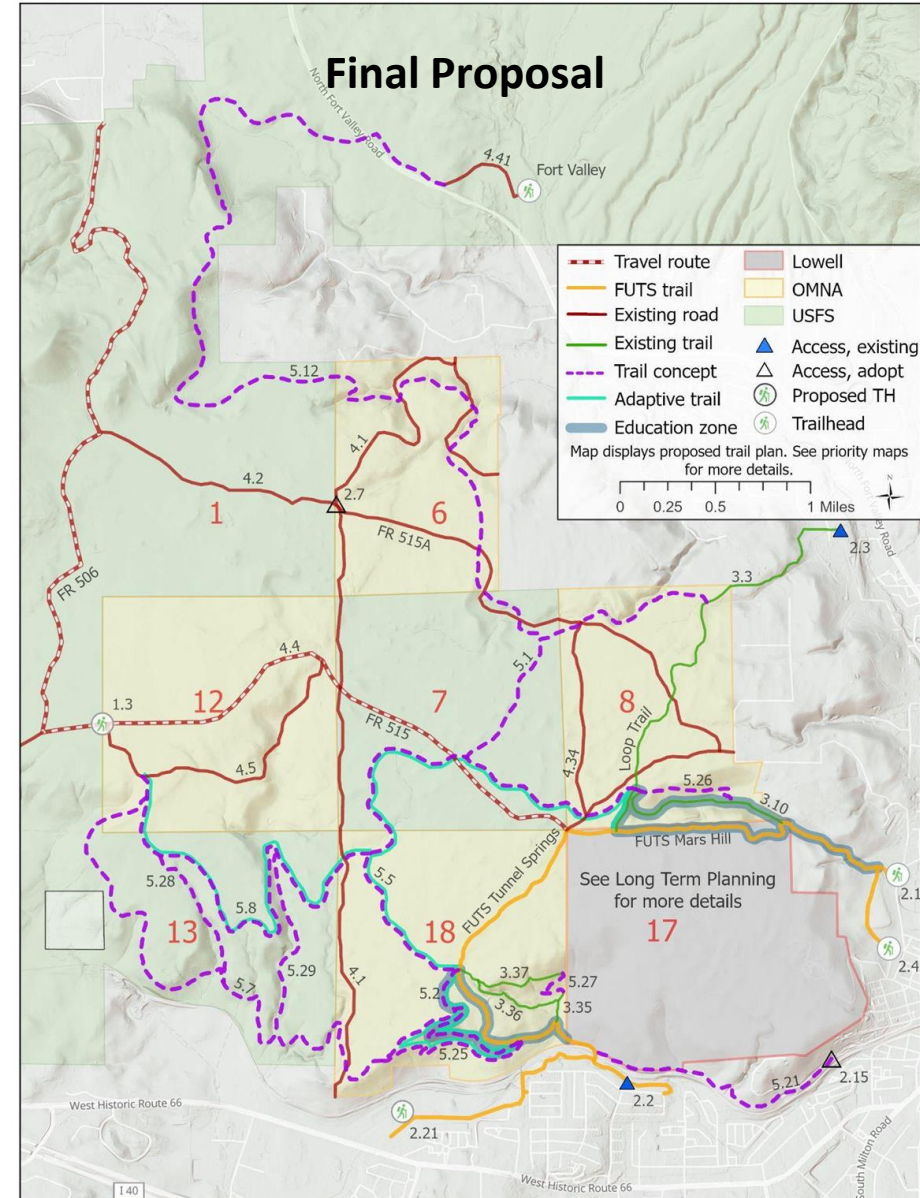 Final Proposal
North Fort Valley Road
4.41
Fort Valley
Travel route
FUTS trail
Existing road
Existing trail
Trail concept
Adaptive trail
Education zone
Lowell
OMNA
USFS
Access, existing
Access, adopt
Proposed TH
Trailhead
Map displays proposed trail plan. See priority maps
for more details.
N
0 0.25 0.5 1 Miles
5.12
4.1
4.2
2.7
1
6
FR 515A
2.3
3.3
FR 506
5.1
4.4
1.3
12
7
8
FR 515
4.34
Loop Trail
4.5
5.26
3.10
FUTS Mars Hill
FUTS Tunnel Springs
See Long Term Planning
for more details
17
2.1
5.28
5.5
5.8
13
18
2.4
3.37
5.27
5.29
5.7
5.2
3.36
3.35
4.1
5.25
5.21
2.15
2.2
2.21
West Historic Route 66
South Milton Road
I 40
West Historic Route 66